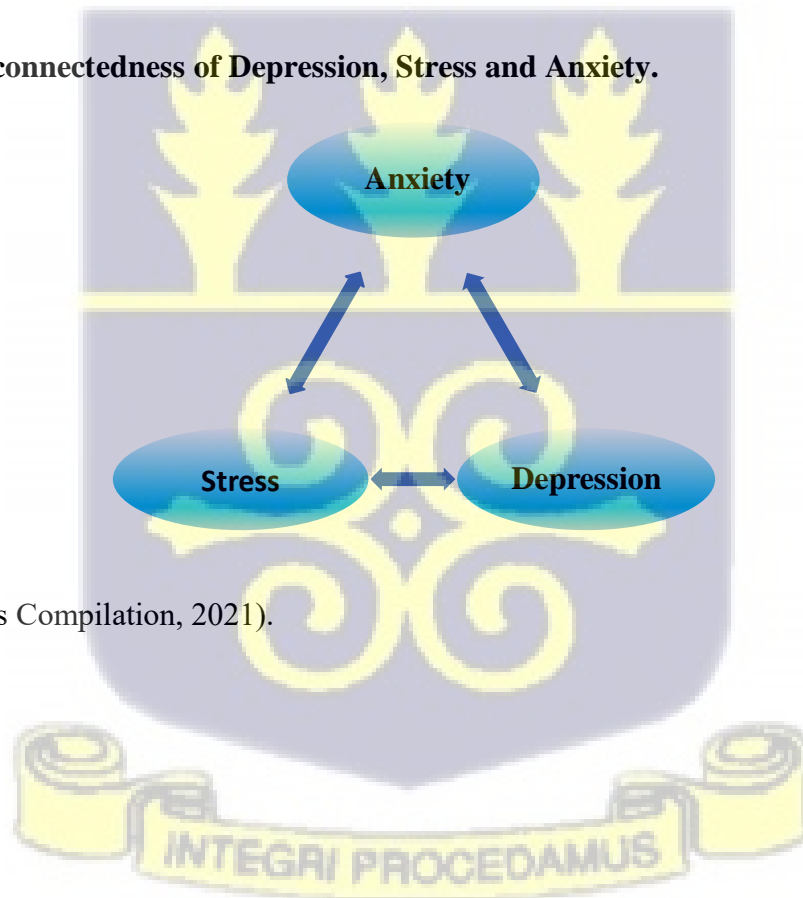 connectedness of Depression, Stress and Anxiety.
Anxiety
Stress Depression
s Compilation, 2021).
INTEGRI PROCEDAMUS